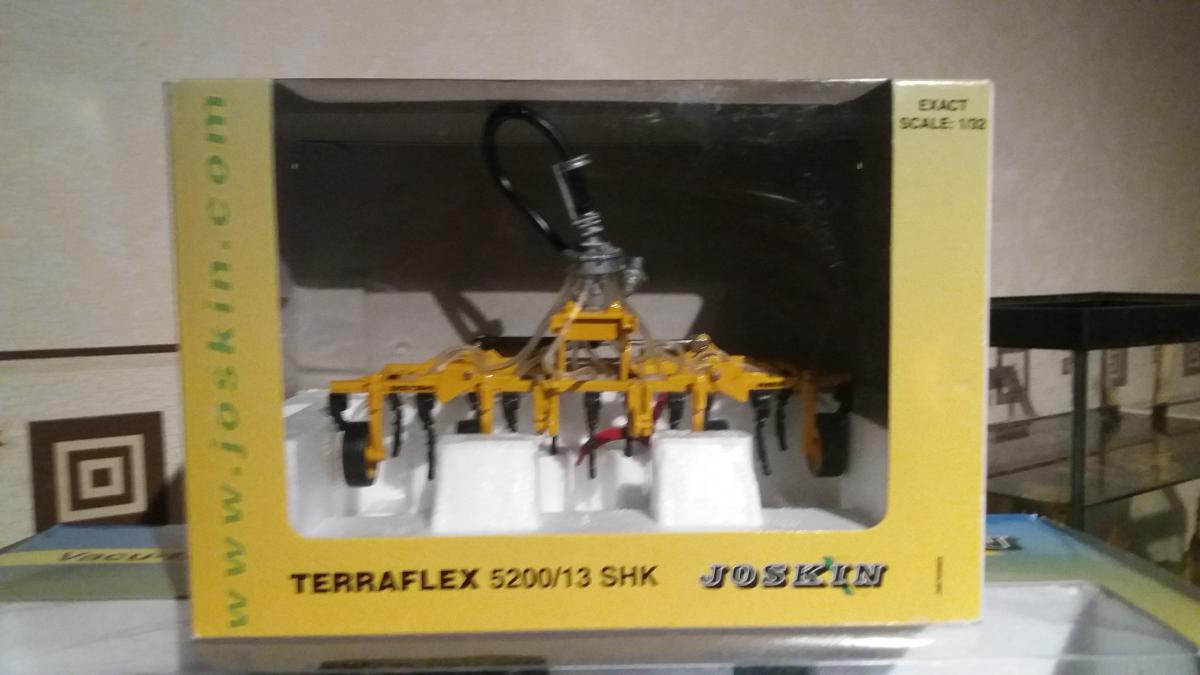 www.joskin.com
EXACT
SCALE: 1/32
TERRAFLEX 5200/13 SHK
JOSKIN